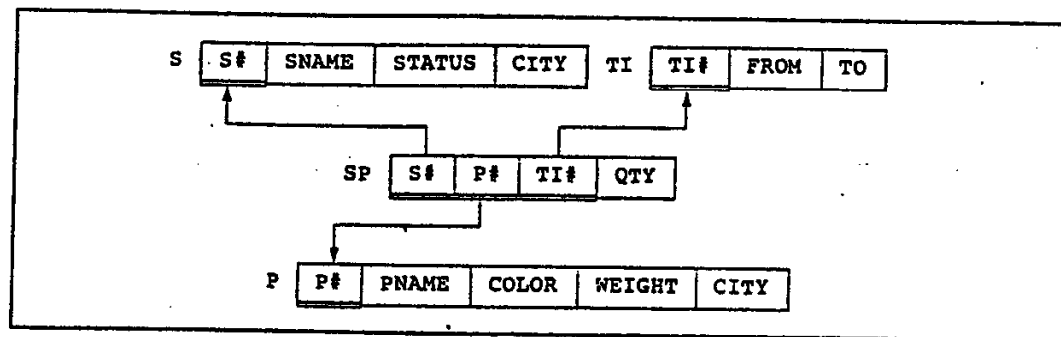 S S# SNAME STATUS CITY TI TI# FROM TO
SP S# P# TI# QTY
P P# PNAME COLOR WEIGHT CITY